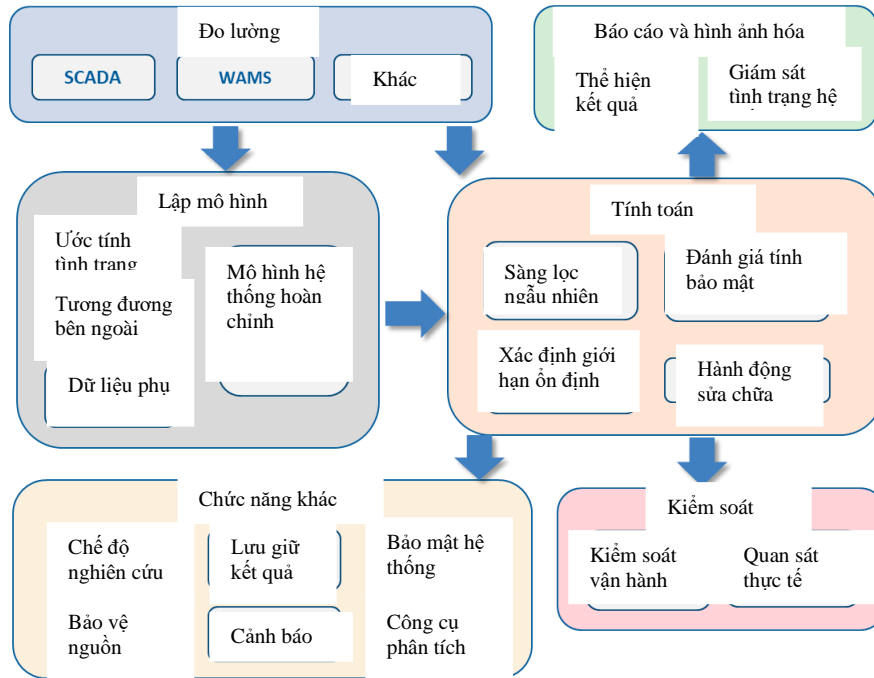 Đo lường
SCADA
WAMS
Khác
Báo cáo và hình ảnh hóa
Thể hiện
kết quả
Giám sát
tình trạng hệ
Lập mô hình
Ước tính
tình trang
Tương đương
bên ngoài
Dữ liệu phụ
Mô hình hệ
thống hoàn
chỉnh
Tính toán
Sàng lọc
ngẫu nhiên
Đánh giá tính
bảo mật
Xác định giới
hạn ổn định
Hành động
sửa chữa
Chức năng khác
Chế độ
nghiên cứu
Lưu giữ
kết quả
Bảo mật hệ
thống
Bảo vệ
nguồn
Cảnh báo
Công cụ
phân tích
Kiểm soát
Kiểm soát
vận hành
Quan sát
thực tế